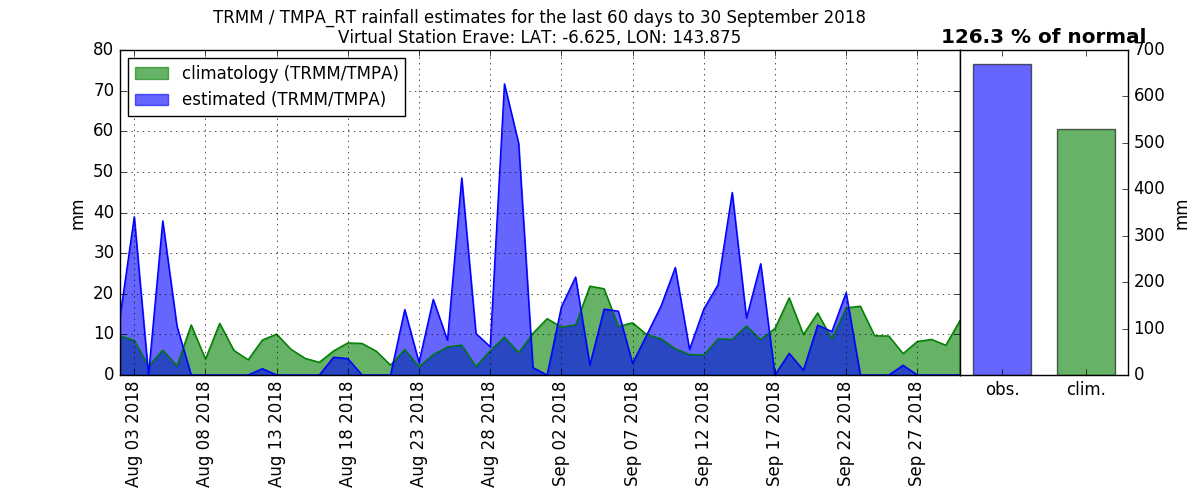 TRMM / TMPA_RT rainfall estimates for the last 60 days to 30 September 2018
Virtual Station Erave: LAT: -6.625, LON: 143.875
126.3 % of normal
climatology (TRMM/TMPA)
estimated (TRMM/TMPA)
80
70
60
50
40
30
20
10
0
mm
Aug 03 2018
Aug 08 2018
Aug 13 2018
Aug 18 2018
Aug 23 2018
Aug 28 2018
Sep 02 2018
Sep 07 2018
Sep 12 2018
Sep 17 2018
Sep 22 2018
Sep 27 2018
obs.
clim.
700
600
500
400
300
200
100
0
mm